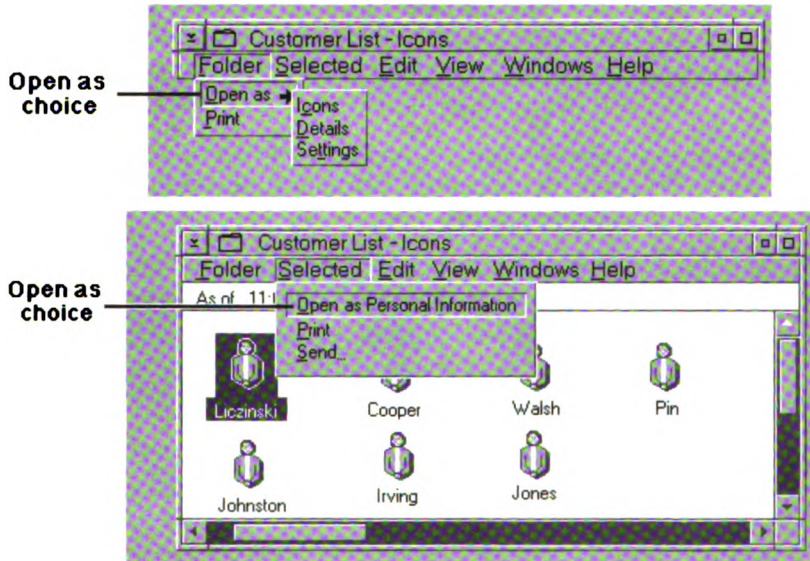 Customer List - Icons
Folder Selected Edit View Windows Help
Open as choice
Open as
Icons
Print
Details
Settings
Customer List - Icons
Folder Selected Edit View Windows Help
Open as choice
As of 11:
Open as Personal Information
Print
Send...
Liczinski Cooper Walsh Pin
Johnston Irving Jones